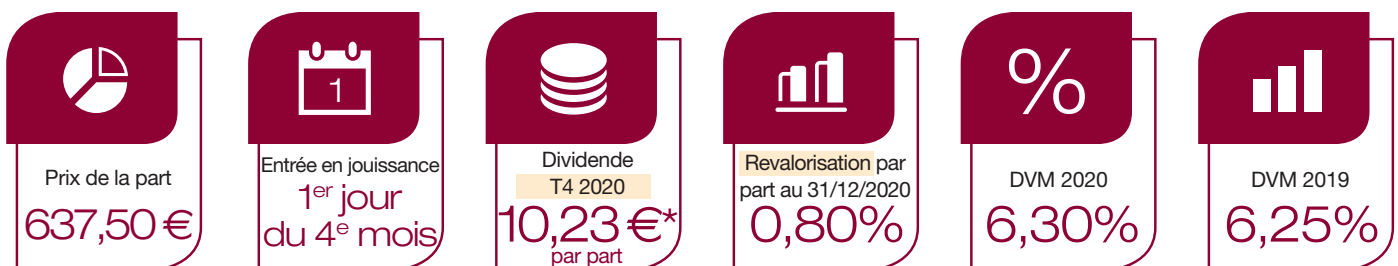 Prix de la part
637,50 €
1
Entrée en jouissance
1er jour
du 4e mois
Dividende
T4 2020
10,23 €*
par part
Revalorisation par
part au 31/12/2020
0,80%
%
DVM 2020
6,30%
DVM 2019
6,25%